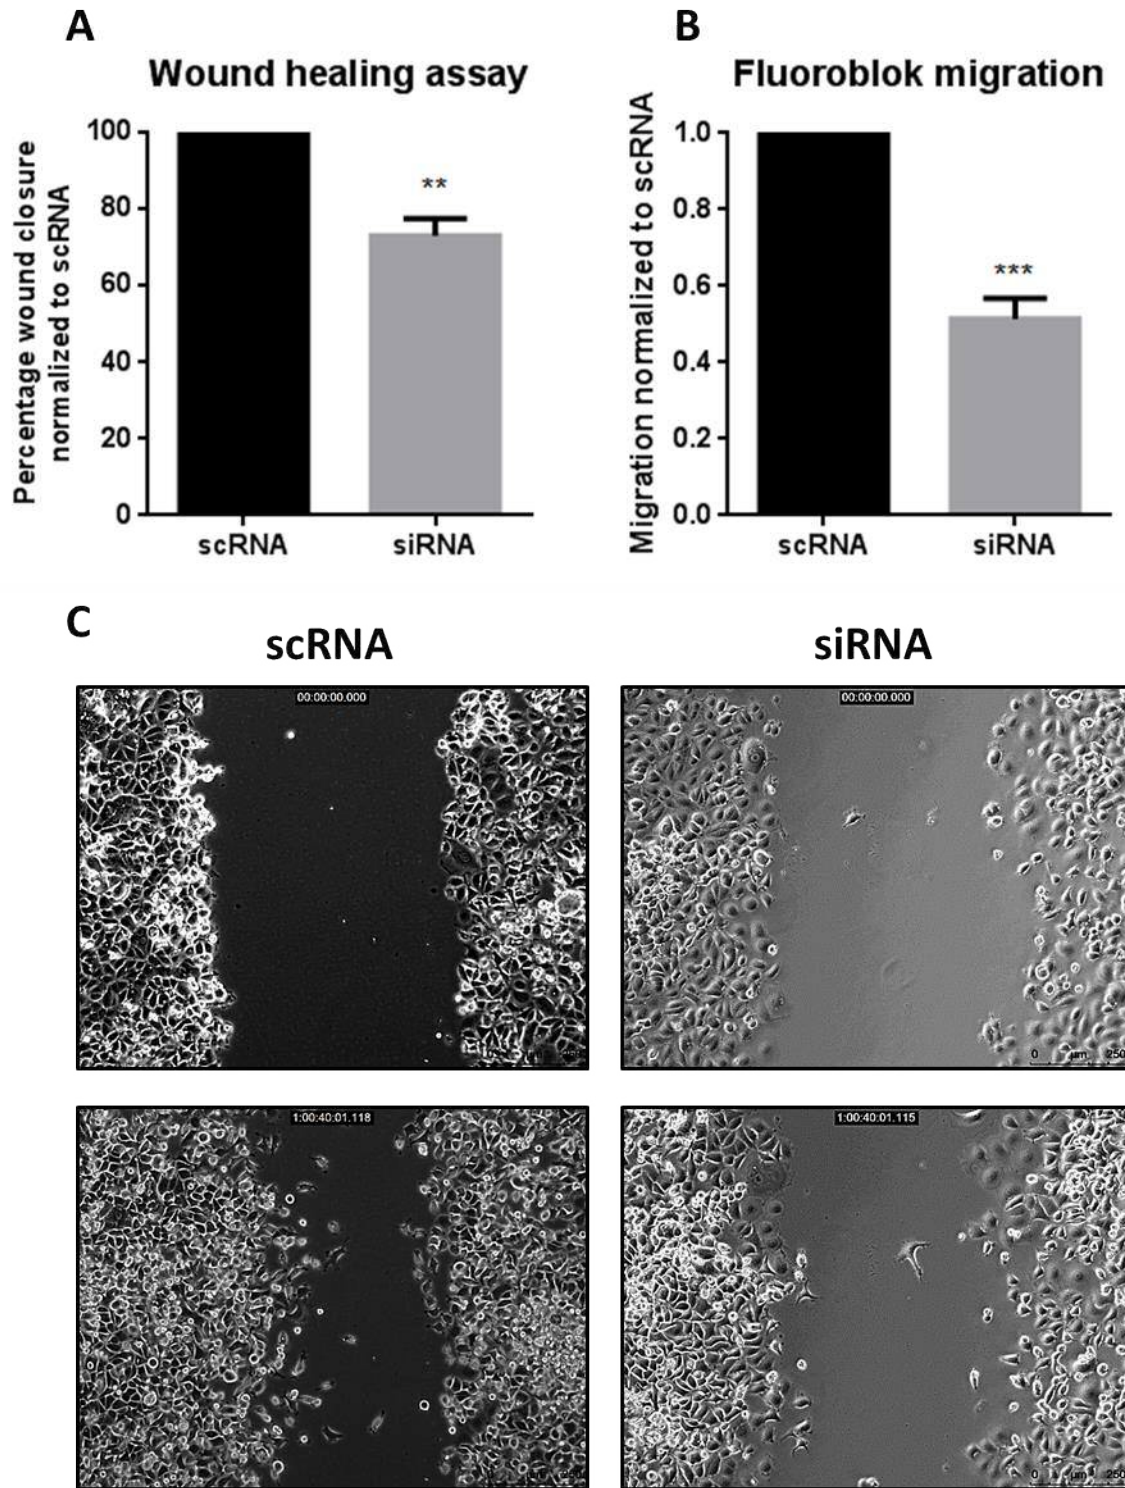 A
Wound healing assay
Percentage wound closure
normalized to scRNA
100
80
60
40
20
0
**
scRNA
siRNA
B
Fluoroblok migration
Migration normalized to scRNA
1.0
0.8
0.6
0.4
0.2
0.0
***
scRNA
siRNA
C
scRNA
siRNA
00:00:00.000
00:00:00.000
0 µm 250
1:00:40:01.118
1:00:40:01.115
0 µm 250